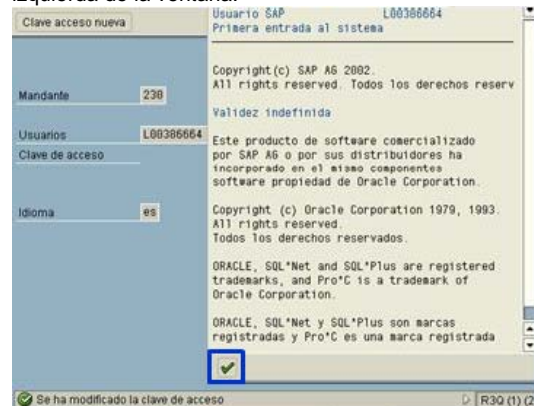 izquierda de la ventana.
Clave acceso nueva
Mandante 230
Usuarios L00386664
Clave de acceso
Idioma es
Usuario SAP L00386664
Primera entrada al sistema
Copyright(c) SAP AG 2002.
All rights reserved. Todos los derechos reserv
Validez indefinida
Este producto de software comercializado
por SAP AG o por sus distribuidores ha
incorporado en el mismo componentes
software propiedad de Oracle Corporation.
Copyright (c) Oracle Corporation 1979, 1993.
All rights reserved.
Todos los derechos reservados.
ORACLE, SQL*Net and SQL*Plus are registered
trademarks, and Pro*C is a trademark of
Oracle Corporation.
ORACLE, SQL*Net y SQL*Plus son marcas
registradas y Pro*C es una marca registrada
Se ha modificado la clave de acceso
R3Q (1) (2